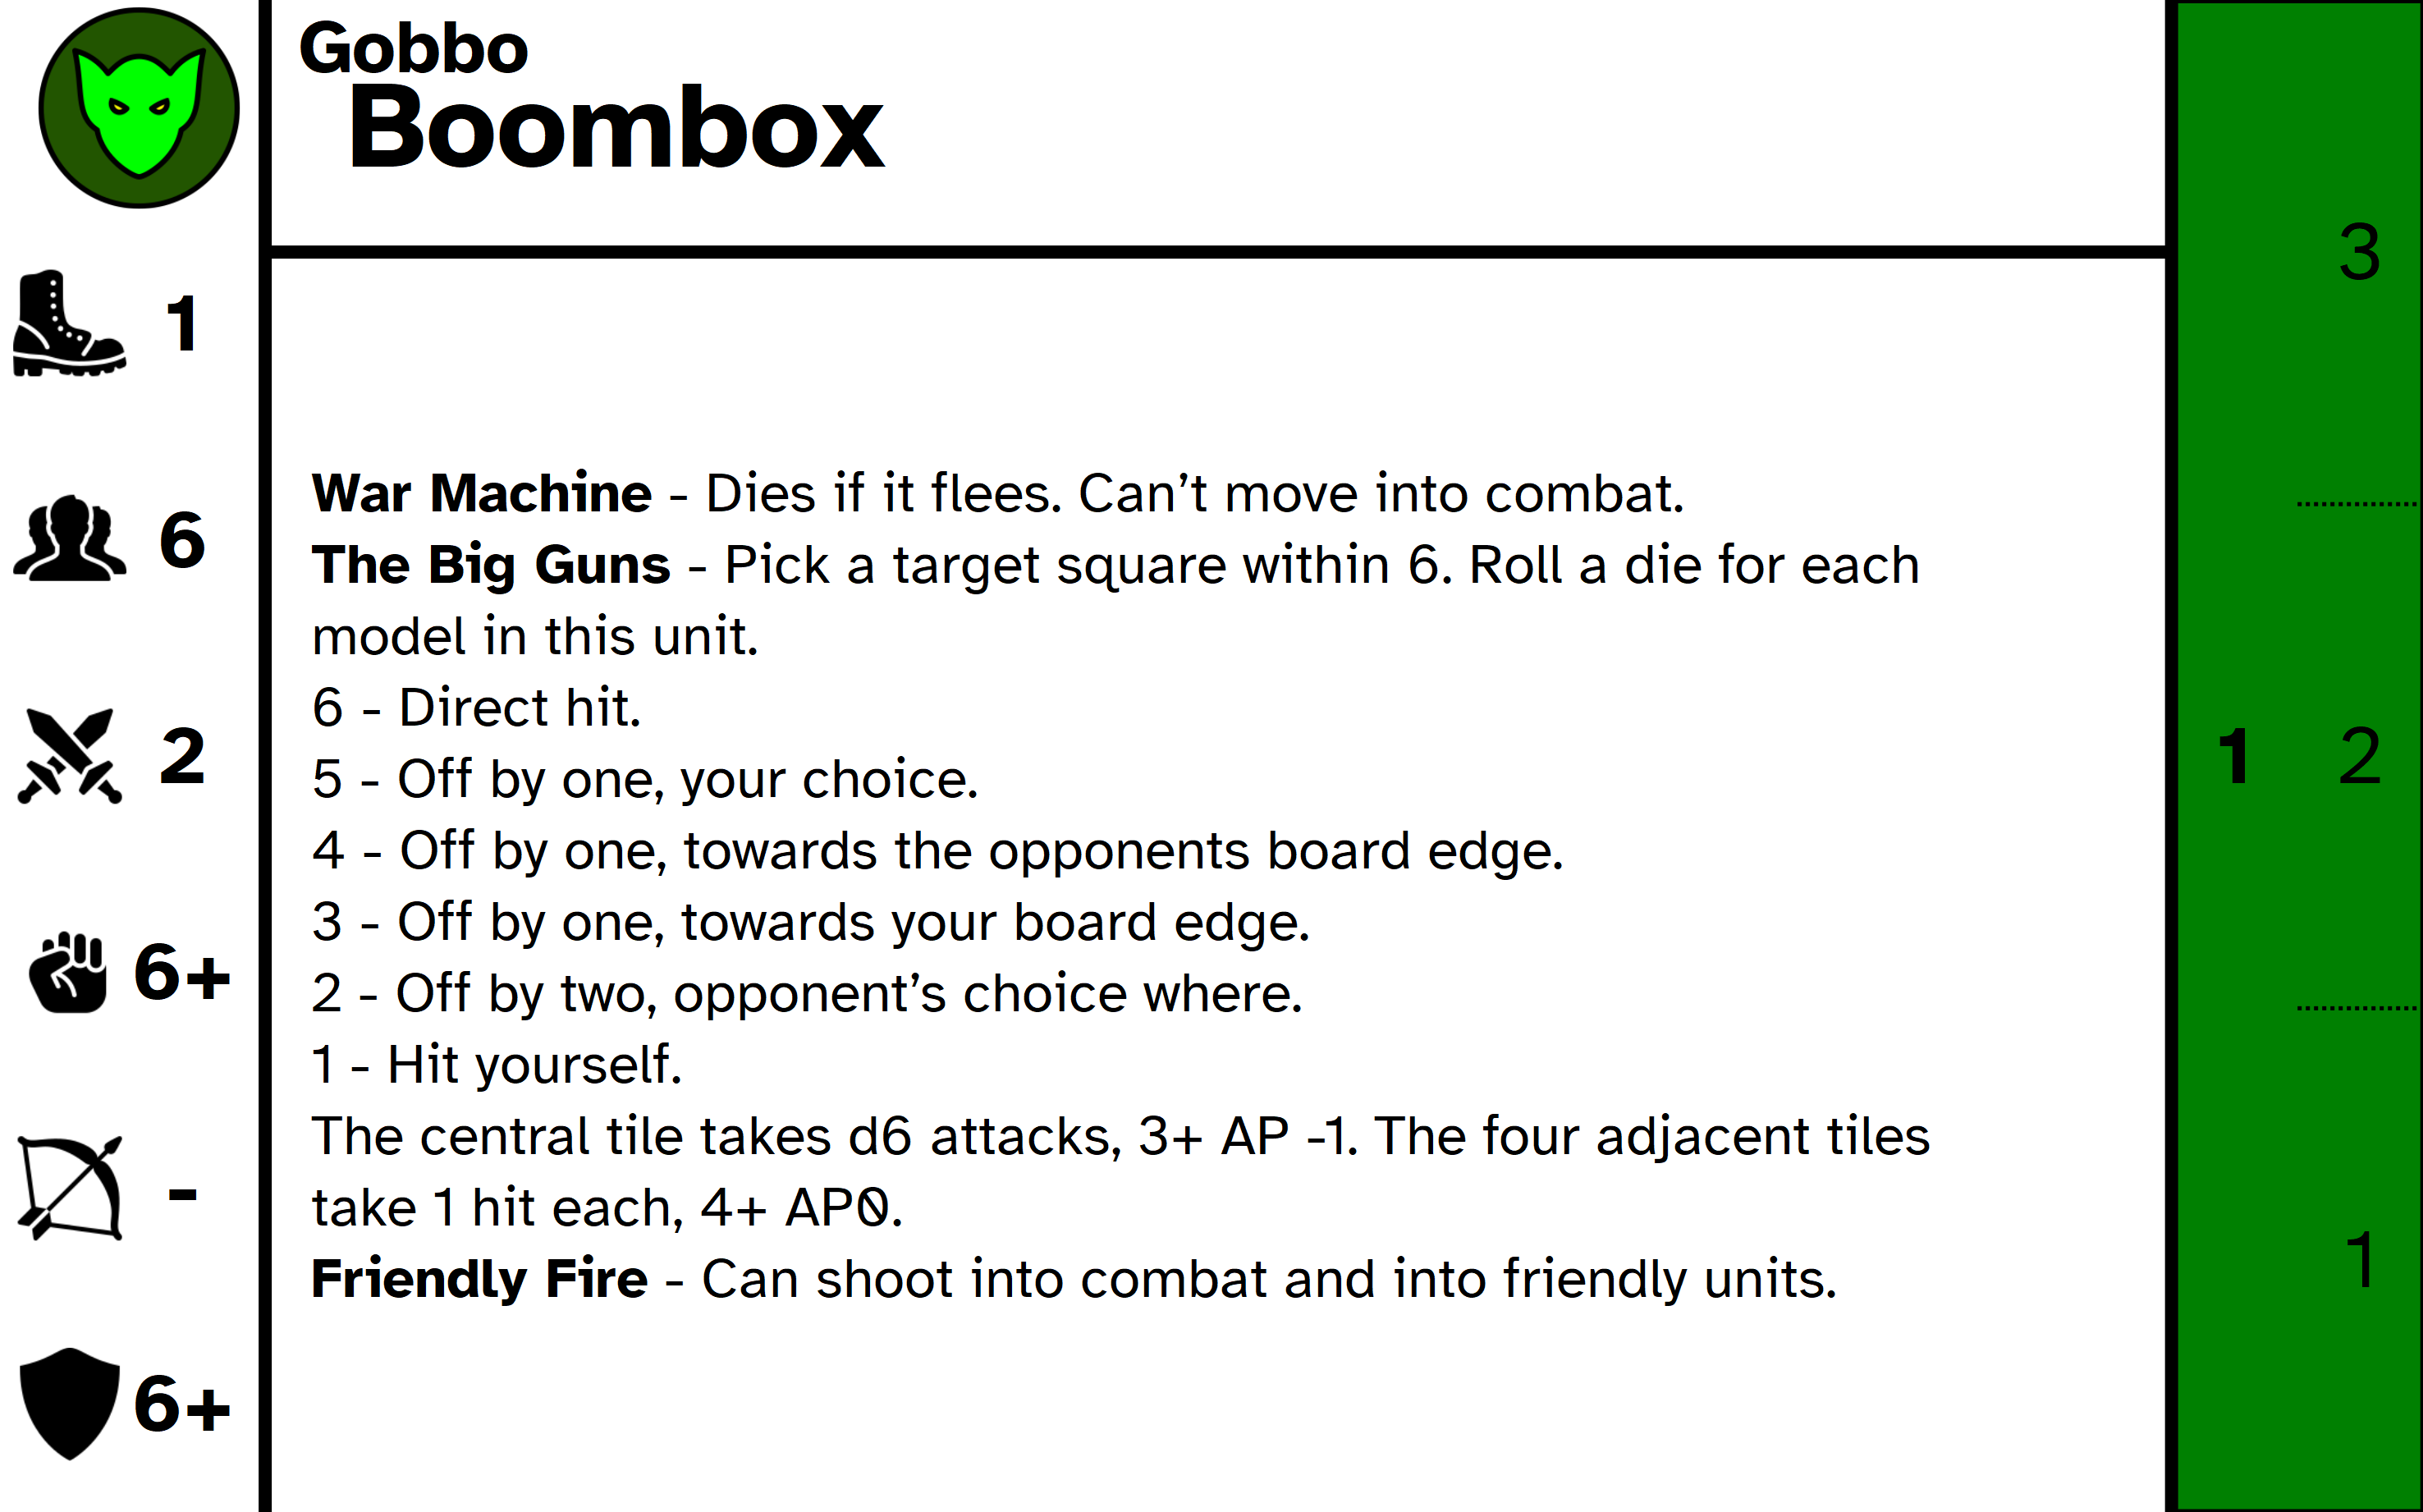 Gobbo
Boombox
1
6
2
6+
-
6+
War Machine - Dies if it flees. Can’t move into combat.
The Big Guns - Pick a target square within 6. Roll a die for each
model in this unit.
6 - Direct hit.
5 - Off by one, your choice.
4 - Off by one, towards the opponents board edge.
3 - Off by one, towards your board edge.
2 - Off by two, opponent’s choice where.
1 - Hit yourself.
The central tile takes d6 attacks, 3+ AP -1. The four adjacent tiles
take 1 hit each, 4+ AP0.
Friendly Fire - Can shoot into combat and into friendly units.
3
1 2
1